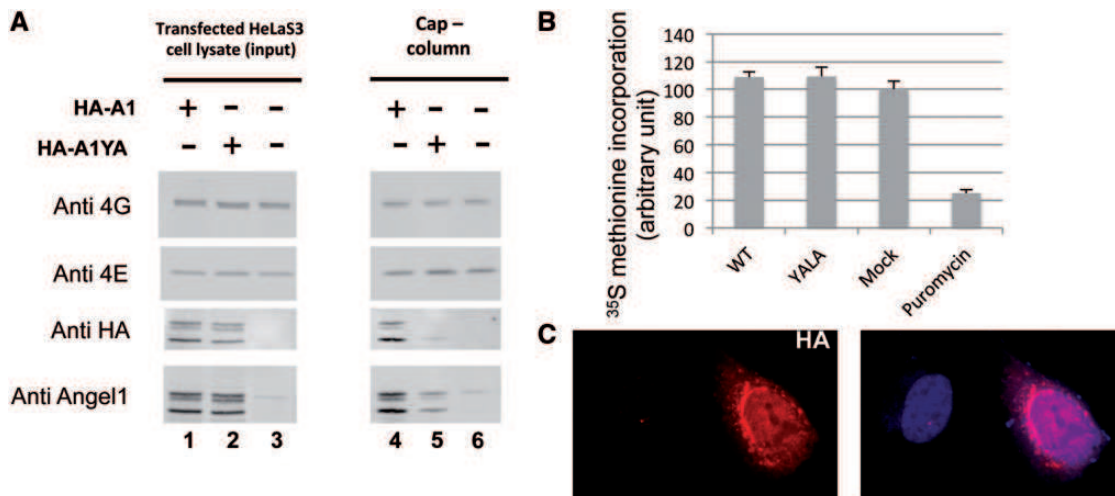 A
Transfected HeLaS3
cell lysate (input)
Cap –
column
HA-A1 + - - + - -
HA-A1YA - + - - + -
Anti 4G
Anti 4E
Anti HA
Anti Angel1
1 2 3 4 5 6
B
35S methionine incorporation
(arbitrary unit)
140
120
100
80
60
40
20
0
WT YALA Mock Puromycin
C
HA